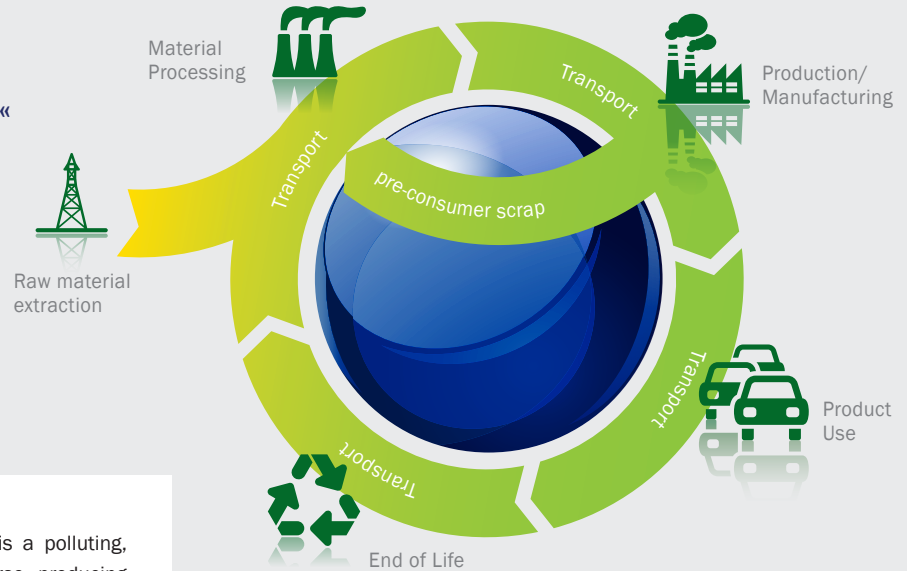 Material
Processing
Transport
Production/
Manufacturing
«
Transport
pre-consumer scrap
Raw material
extraction
Transport
Product
Use
Transport
is a polluting,
End of Life
producing